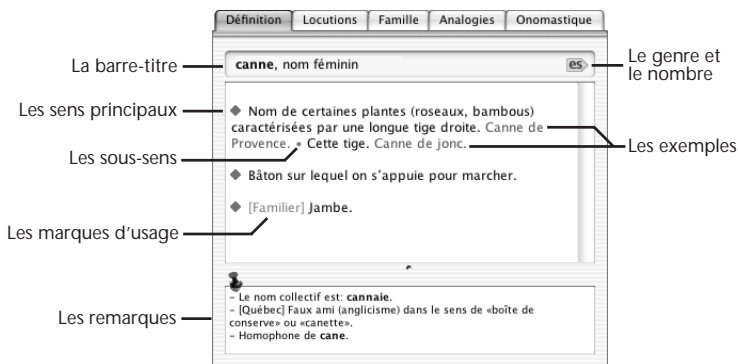 Définition Locutions Famille Analogies Onomastique
La barre-titre
canne, nom féminin
es
Le genre et
le nombre
Les sens principaux
Nom de certaines plantes (roseaux, bambous)
caractérisées par une longue tige droite. Canne de
Provence. • Cette tige. Canne de jonc.
Les exemples
Les sous-sens
Bâton sur lequel on s'appuie pour marcher.
[Familier] Jambe.
Les marques d'usage
– Le nom collectif est: cannaie.
– [Québec] Faux ami (anglicisme) dans le sens de «boîte de
conserve» ou «canette».
– Homophone de cane.
Les remarques